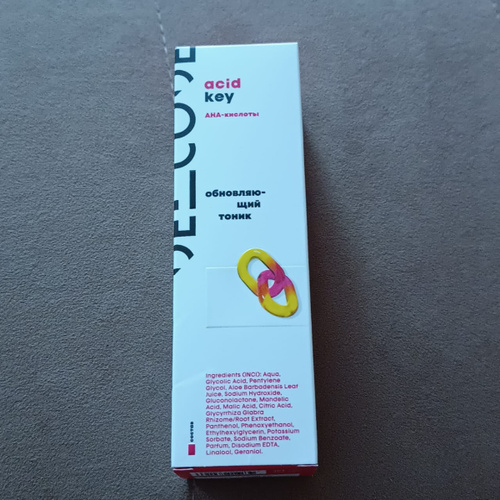 SELCOSE
acid
key
AHA-кислоты
обновляю-
щий
тоник
Ingredients (INCI): Aqua,
Glycolic Acid, Pentylene
Glycol, Aloe Barbadensis Leaf
Juice, Sodium Hydroxide,
Gluconolactone, Mandelic
Acid, Malic Acid, Citric Acid,
Glycyrrhiza Glabra
Rhizome/Root Extract,
Panthenol, Phenoxyethanol,
Ethylhexylglycerin, Potassium
Sorbate, Sodium Benzoate,
Parfum, Disodium EDTA,
Linalool, Geraniol.